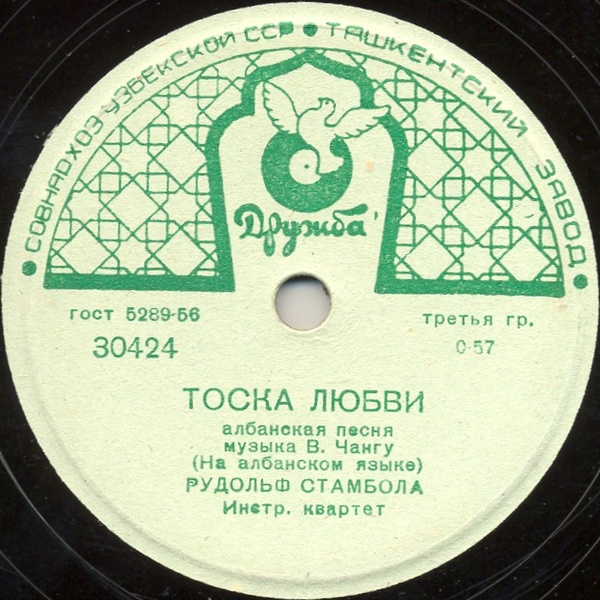 • СОВНАРХОЗ УЗБЕКСКОЙ ССР • ТАШКЕНТСКИЙ ЗАВОД •
Дружба
гост 5289-56
третья гр.
30424
0-57
ТОСКА ЛЮБВИ
албанская песня
музыка В. Чангу
(На албанском языке)
РУДОЛЬФ СТАМБОЛА
Инстр. квартет